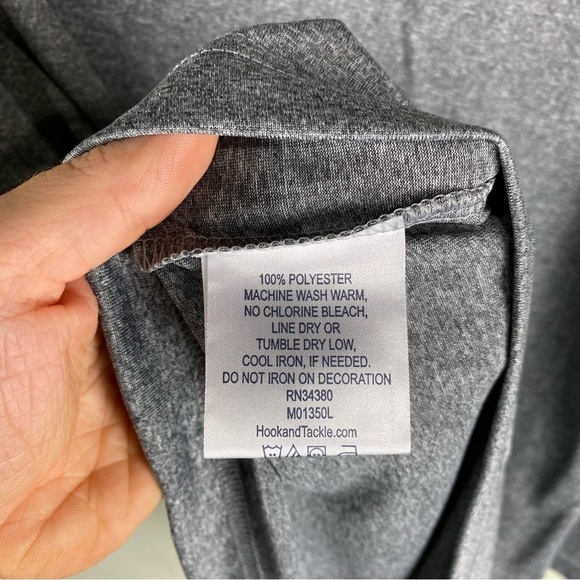 100% POLYESTER
MACHINE WASH WARM,
NO CHLORINE BLEACH,
LINE DRY OR
TUMBLE DRY LOW,
COOL IRON, IF NEEDED.
DO NOT IRON ON DECORATION
RN34380
M01350L
HookandTackle.com